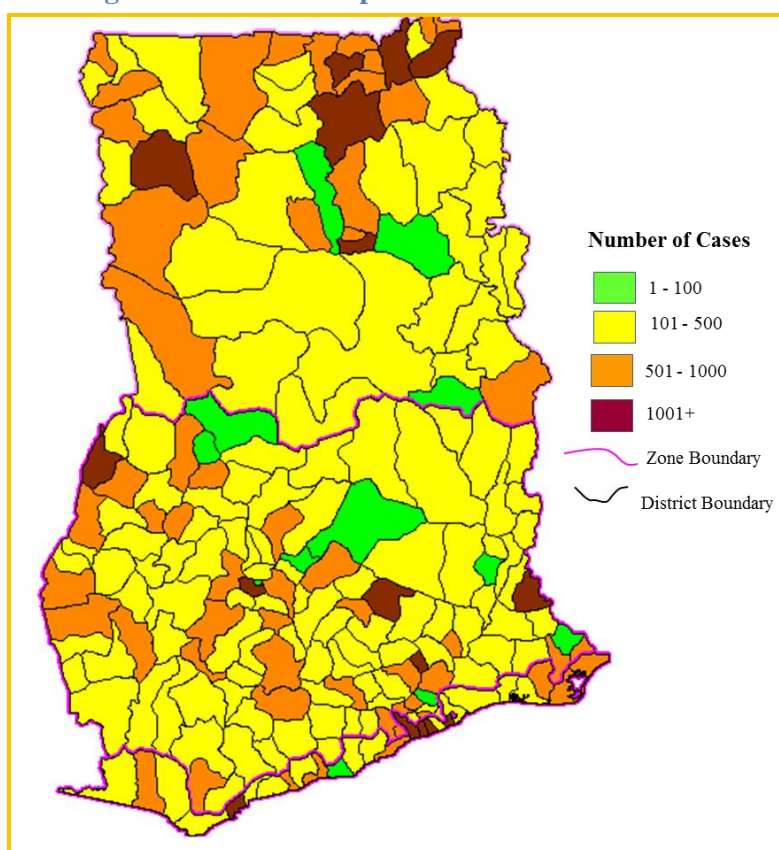 Number of Cases
1 - 100
101 - 500
501 - 1000
1001+
Zone Boundary
District Boundary